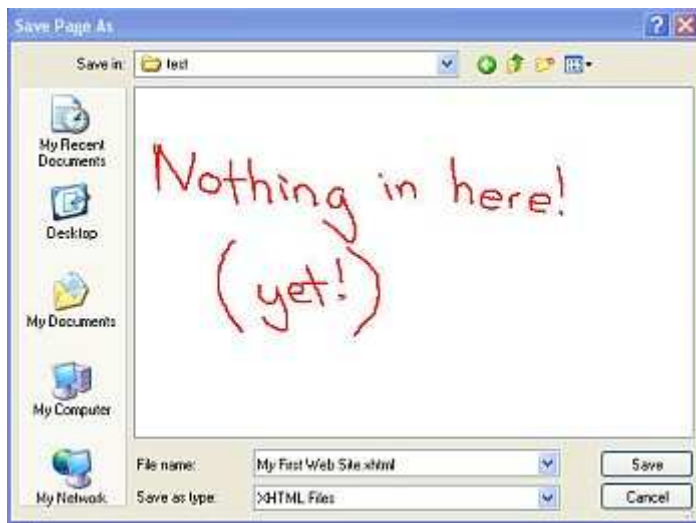 Save Page As
Save in: test
My Recent
Documents
Desktop
My Documents
My Computer
My Network
Nothing in here!
(yet!)
File name: My First Web Site.xhtml Save
Save as type: XHTML Files Cancel